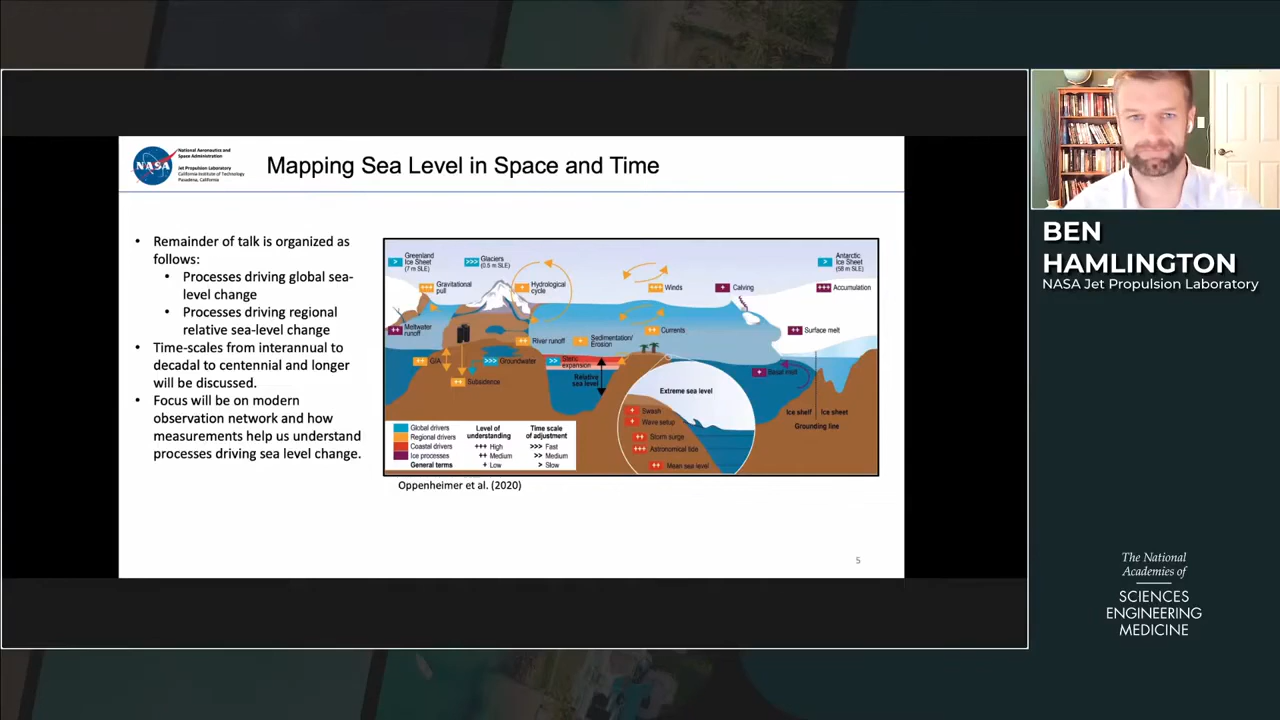 National Aeronautics and
Space Administration
Jet Propulsion Laboratory
California Institute of Technology
Pasadena, California
NASA
Mapping Sea Level in Space and Time
• Remainder of talk is organized as
follows:
• Processes driving global sea-
level change
• Processes driving regional
relative sea-level change
• Time-scales from interannual to
decadal to centennial and longer
will be discussed.
• Focus will be on modern
observation network and how
measurements help us understand
processes driving sea level change.
> Greenland
Ice Sheet
(7 m SLE)
>>> Glaciers
(0.5 m SLE)
> Antarctic
Ice Sheet
(58 m SLE)
+++ Gravitational
pull
+ Hydrological
cycle
+++ Winds
+ Calving
+++ Accumulation
++ Meltwater
runoff
++ River runoff
+ Sedimentation/
Erosion
++ Currents
++ Surface melt
++ GIA
>>> Groundwater
>> Steric
expansion
++ Subsidence
Relative
sea level
+ Basal melt
Extreme sea level
Ice shelf
Ice sheet
Grounding line
+ Swash
+ Wave setup
++ Storm surge
+++ Astronomical tide
++ Mean sea level
Global drivers
Regional drivers
Coastal drivers
Ice processes
General terms
Level of
understanding
+++ High
++ Medium
+ Low
Time scale
of adjustment
>>> Fast
>> Medium
> Slow
Oppenheimer et al. (2020)
5
BEN
HAMLINGTON
NASA Jet Propulsion Laboratory
The National
Academies of
SCIENCES
ENGINEERING
MEDICINE